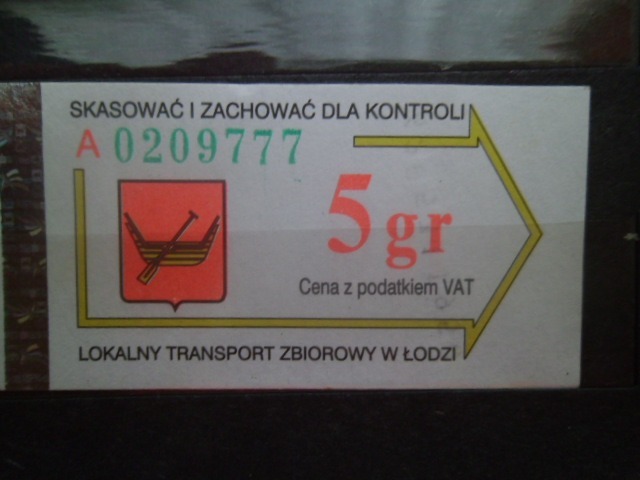 SKASOWAĆ I ZACHOWAĆ DLA KONTROLI
A 0209777
5 gr
Cena z podatkiem VAT
LOKALNY TRANSPORT ZBIOROWY W ŁODZI